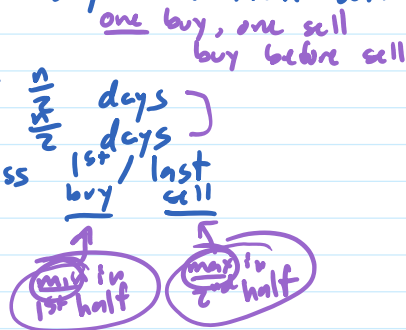 one buy, one sell
buy before sell
n/2 days
n/2 days
ss 1st / last
buy sell
min in
1st half
max in
2nd half